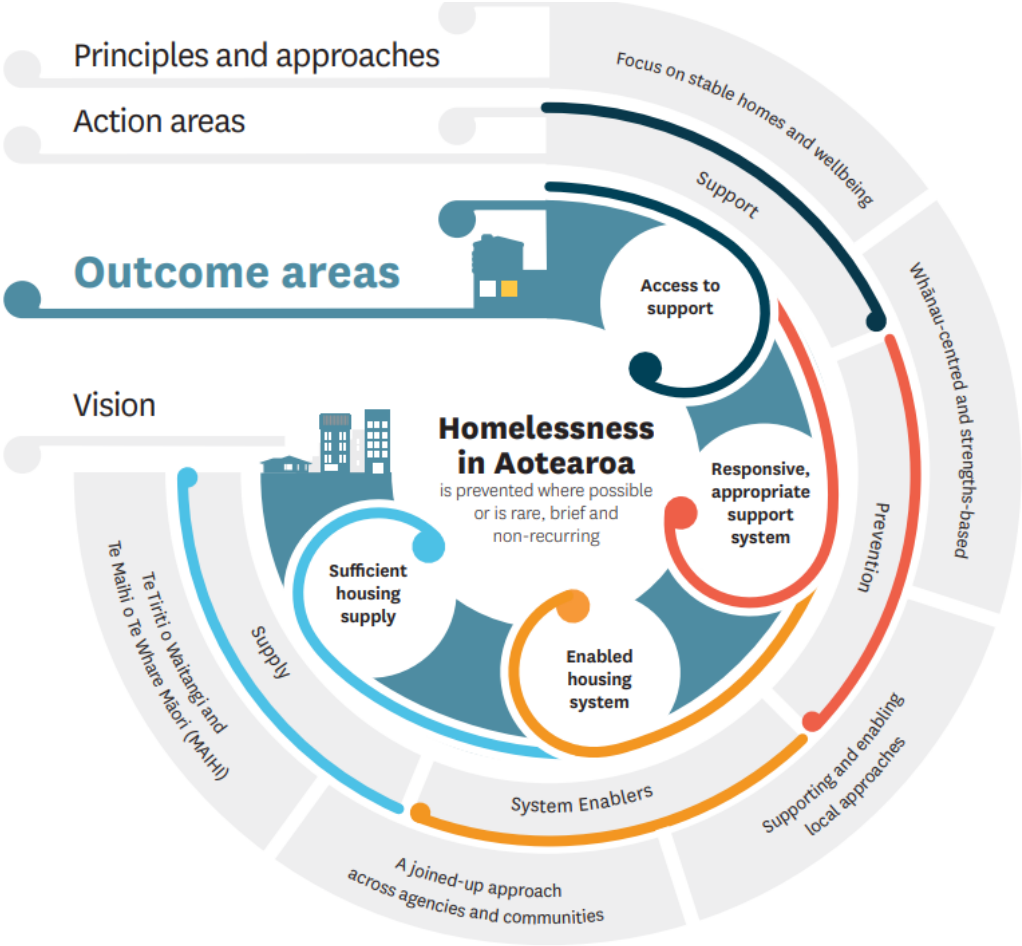 Principles and approaches
Action areas
Outcome areas
Vision
Focus on stable homes and wellbeing
Whānau-centred and strengths-based
Supporting and enabling
local approaches
A joined-up approach
across agencies and communities
Te Tiriti o Waitangi and
Te Maihi o Te Whare Māori (MAIHI)
Support
Prevention
System Enablers
Supply
Access to
support
Responsive,
appropriate
support
system
Enabled
housing
system
Sufficient
housing
supply
Homelessness
in Aotearoa
is prevented where possible
or is rare, brief and
non-recurring